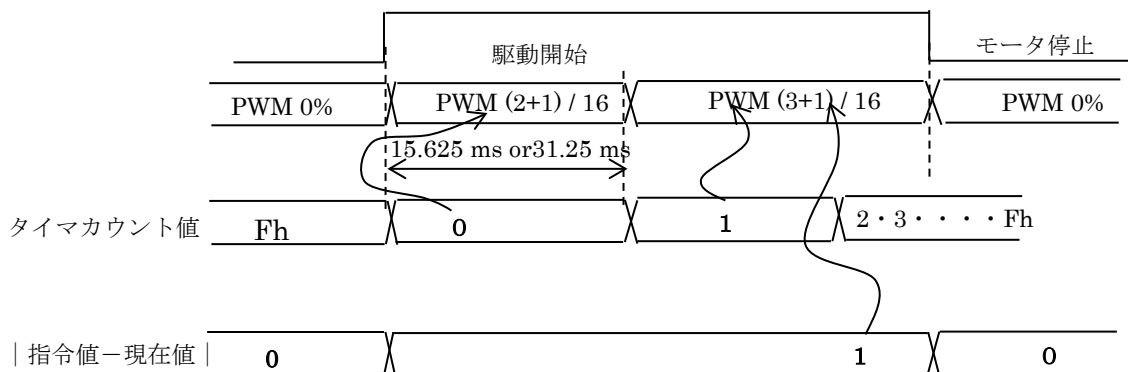 駆動開始
モータ停止
PWM 0%
PWM (2+1) / 16
PWM (3+1) / 16
PWM 0%
15.625 ms or31.25 ms
タイマカウント値
Fh
0
1
2・3・・・・Fh
|指令値－現在値|
0
1
0